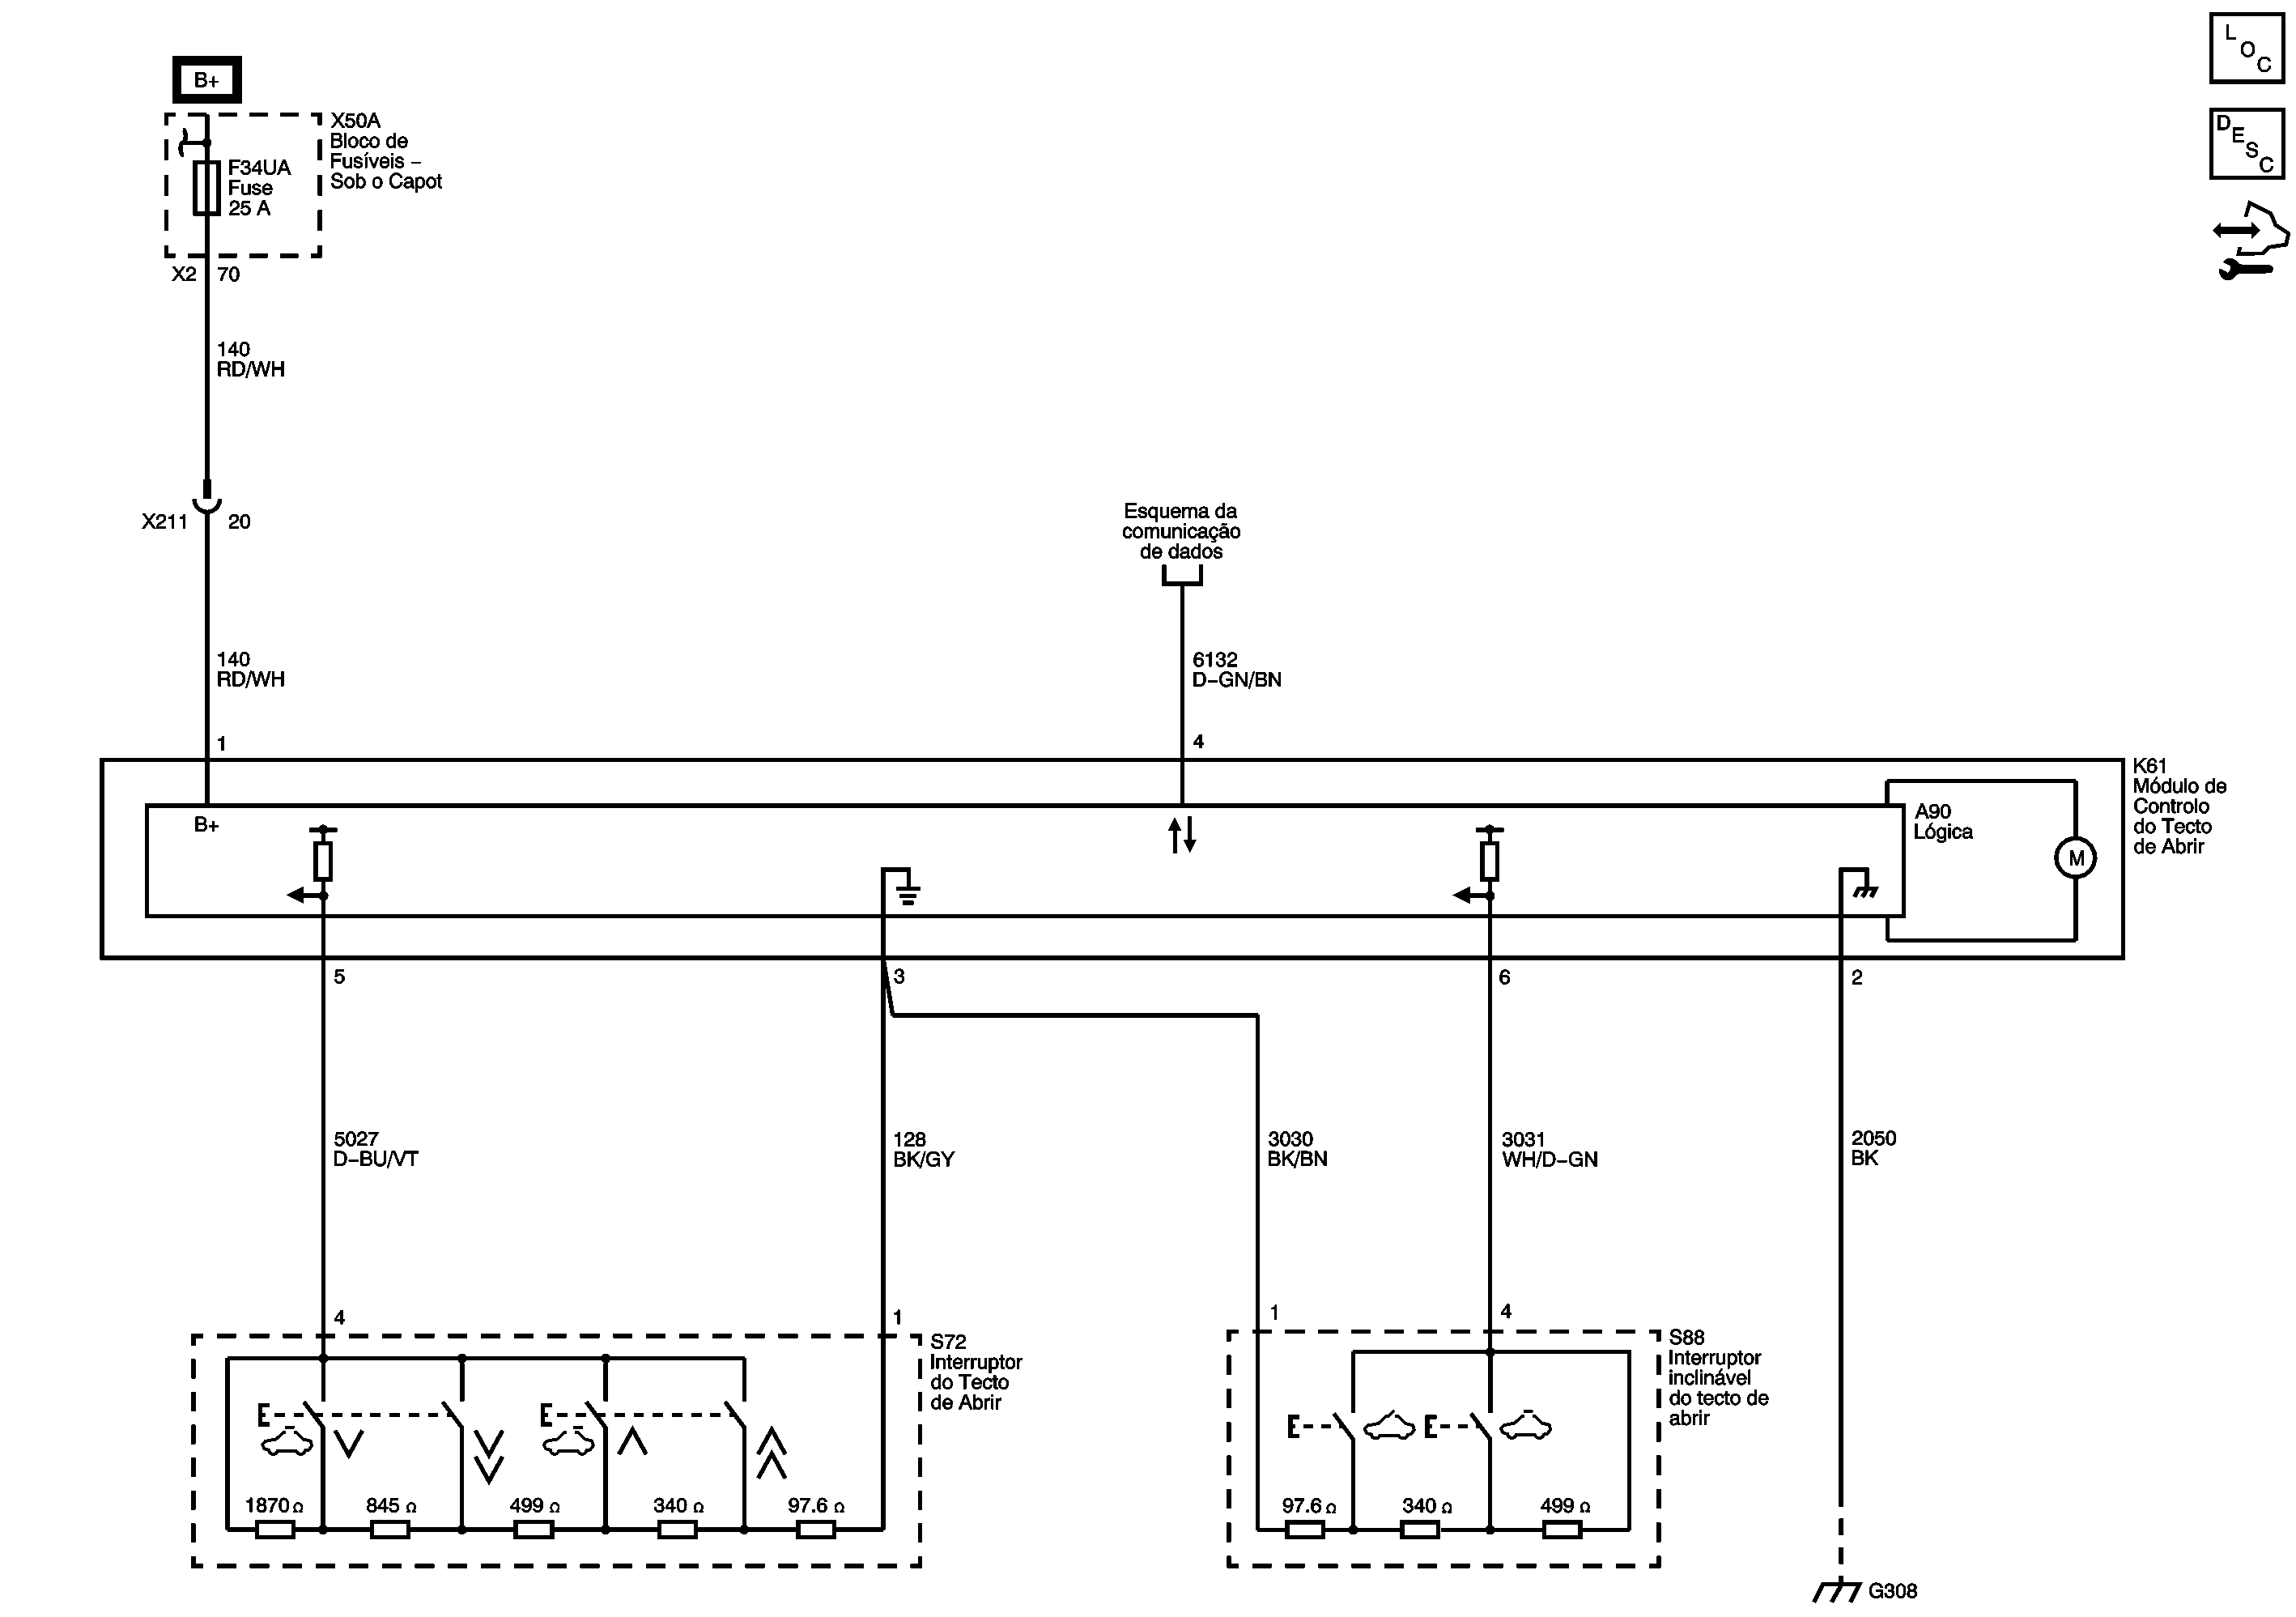 L
O
C
D
E
S
C
B+
X50A
Bloco de
Fusíveis –
Sob o Capot
F34UA
Fuse
25 A
X2 70
140
RD/WH
X211 20
Esquema da
comunicação
de dados
140
RD/WH
6132
D–GN/BN
1
4
K61
Módulo de
Controlo
do Tecto
de Abrir
B+
A90
Lógica
M
5
3
6
2
5027
D–BU/VT
128
BK/GY
3030
BK/BN
3031
WH/D–GN
2050
BK
4
1
1
4
S72
Interruptor
do Tecto
de Abrir
S88
Interruptor
inclinável
do tecto de
abrir
1870 Ω 845 Ω 499 Ω 340 Ω 97.6 Ω
97.6 Ω 340 Ω 499 Ω
G308